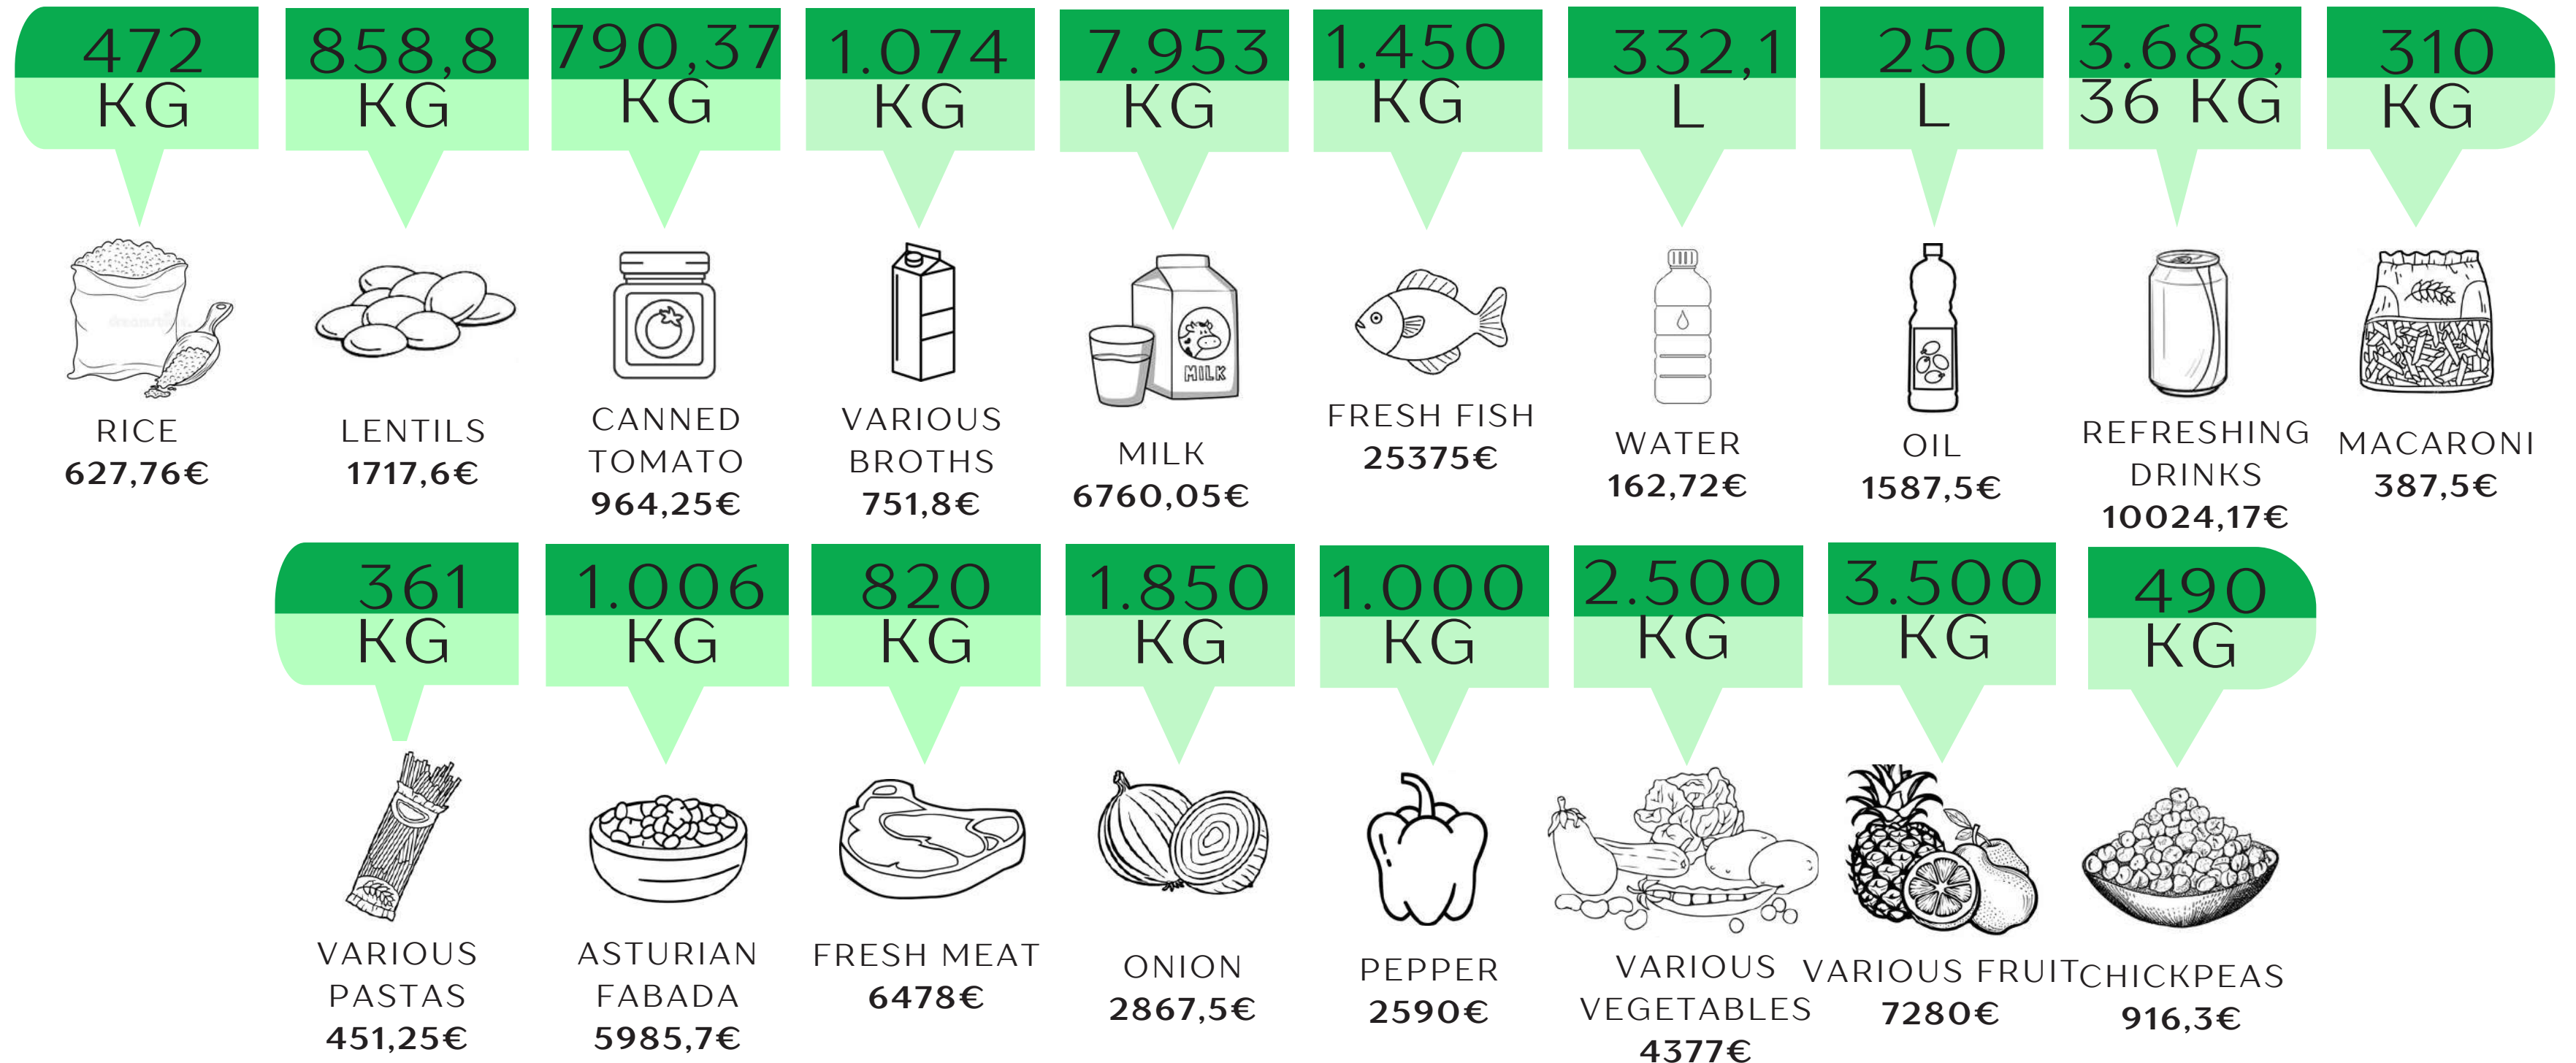 472
KG
858,8
KG
790,37
KG
1.074
KG
7.953
KG
1.450
KG
332,1
L
250
L
3.685,
36 KG
310
KG
MILK
RICE
627,76€
LENTILS
1717,6€
CANNED
TOMATO
964,25€
VARIOUS
BROTHS
751,8€
MILK
6760,05€
FRESH FISH
25375€
WATER
162,72€
OIL
1587,5€
REFRESHING
DRINKS
10024,17€
MACARONI
387,5€
361
KG
1.006
KG
820
KG
1.850
KG
1.000
KG
2.500
KG
3.500
KG
490
KG
VARIOUS
PASTAS
451,25€
ASTURIAN
FABADA
5985,7€
FRESH MEAT
6478€
ONION
2867,5€
PEPPER
2590€
VARIOUS
VEGETABLES
4377€
VARIOUS FRUIT
7280€
CHICKPEAS
916,3€